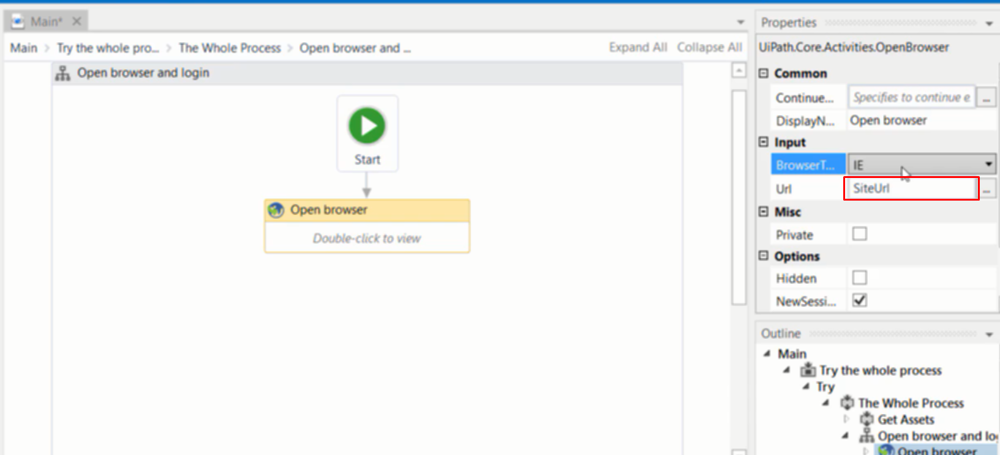 Main*
Main > Try the whole pro... > The Whole Process > Open browser and ...
Expand All Collapse All
Open browser and login
Start
Open browser
Double-click to view
Properties
UiPath.Core.Activities.OpenBrowser
Common
Continue... Specifies to continue e ...
DisplayN... Open browser
Input
BrowserT... IE
Url SiteUrl ...
Misc
Private
Options
Hidden
NewSessi...
Outline
Main
Try the whole process
Try
The Whole Process
Get Assets
Open browser and lo
Open browser